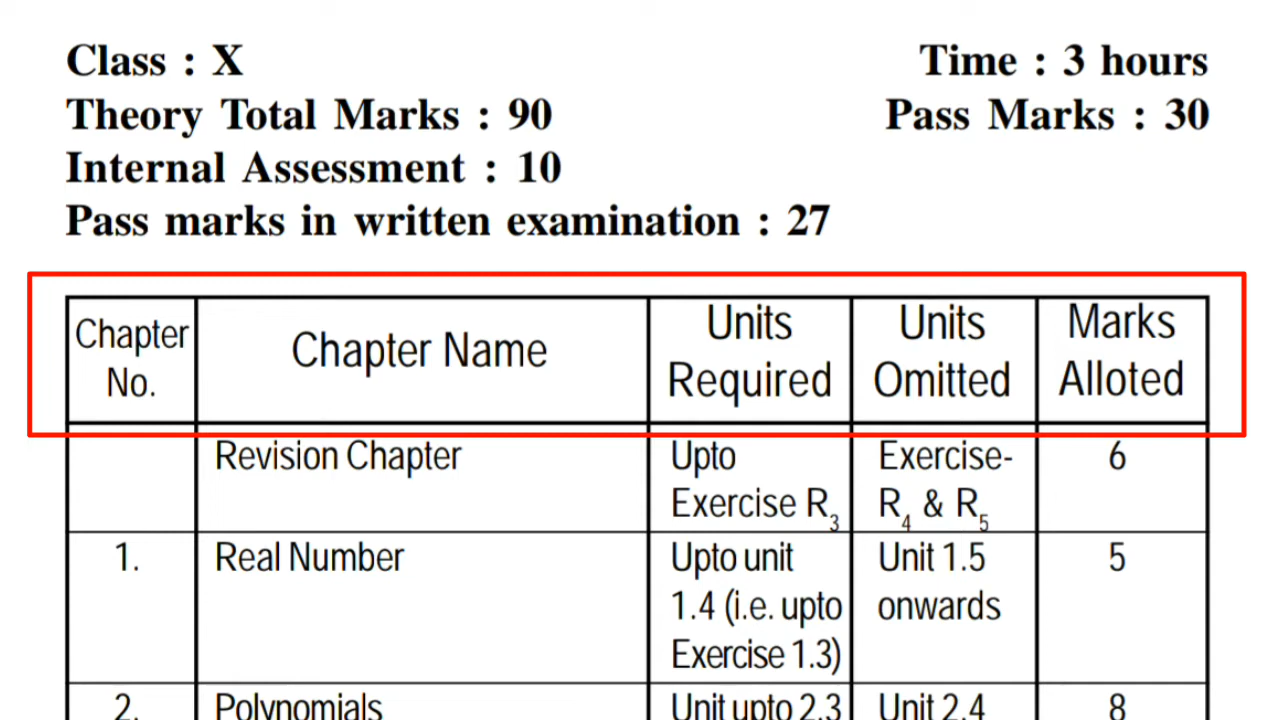 Class : X
Time : 3 hours
Theory Total Marks : 90
Pass Marks : 30
Internal Assessment : 10
Pass marks in written examination : 27
Chapter No.
Chapter Name
Units Required
Units Omitted
Marks Alloted
Revision Chapter
Upto
Exercise R3
Exercise-
R4 & R5
6
1.
Real Number
Upto unit
1.4 (i.e. upto
Exercise 1.3)
Unit 1.5
onwards
5
2.
Polynomials
Unit upto 2.3
Unit 2.4
8